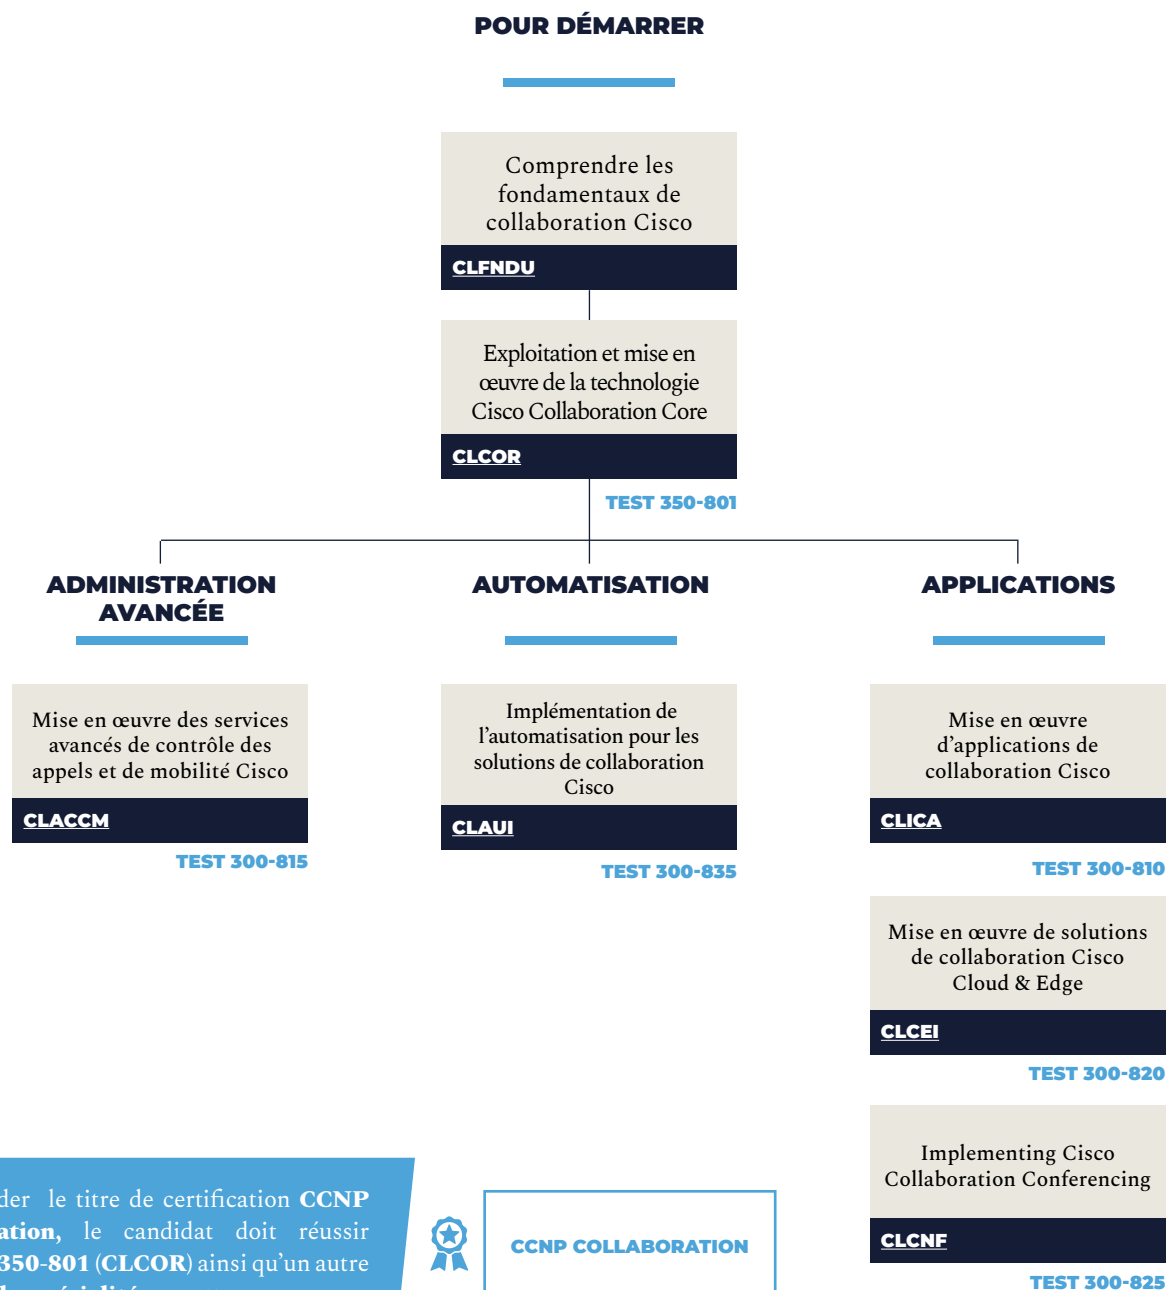 POUR DÉMARRER
Comprendre les
fondamentaux de
collaboration Cisco
CLFNDU
Exploitation et mise en
œuvre de la technologie
Cisco Collaboration Core
CLCOR
TEST 350-801
ADMINISTRATION
AVANCÉE
Mise en œuvre des services
avancés de contrôle des
appels et de mobilité Cisco
CLACCM
TEST 300-815
AUTOMATISATION
Implémentation de
l’automatisation pour les
solutions de collaboration
Cisco
CLAUI
TEST 300-835
APPLICATIONS
Mise en œuvre
d’applications de
collaboration Cisco
CLICA
TEST 300-810
Mise en œuvre de solutions
de collaboration Cisco
Cloud & Edge
CLCEI
TEST 300-820
Implementing Cisco
Collaboration Conferencing
CLCNF
TEST 300-825
le titre de certification CCNP
le candidat doit réussir
350-801 (CLCOR) ainsi qu’un autre
CCNP COLLABORATION